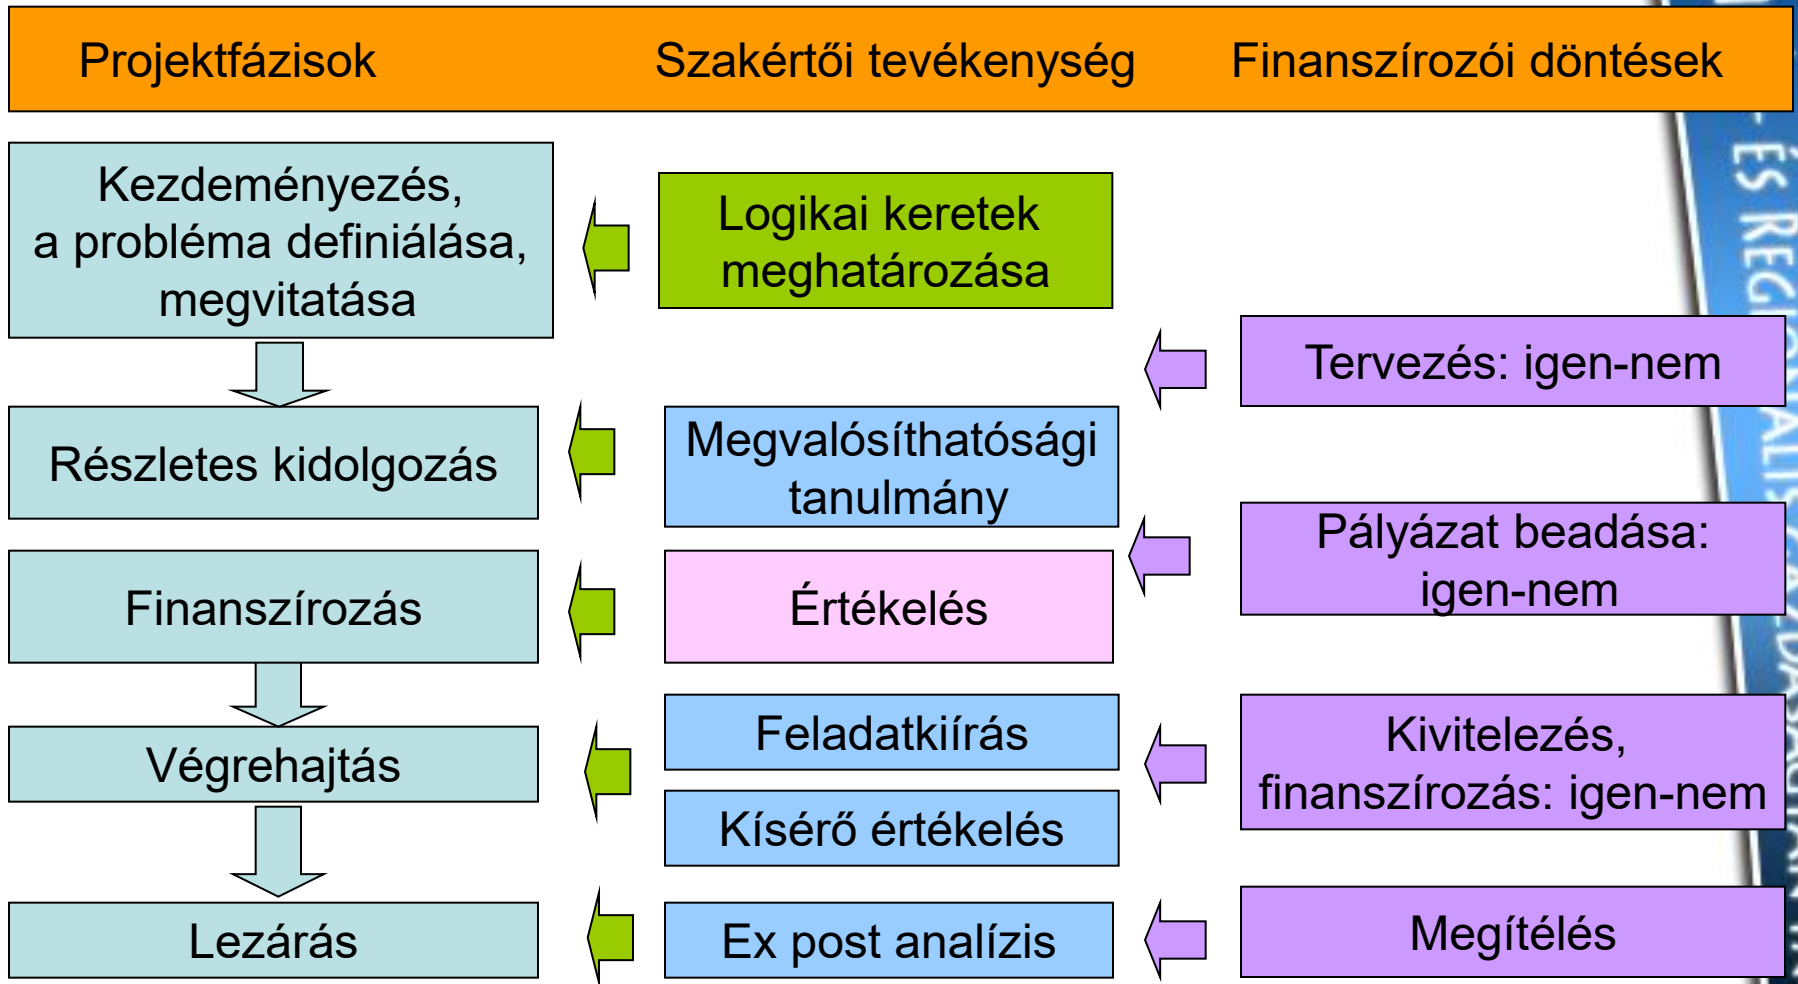 Projektfázisok
Szakértői tevékenység
Finanszírozói döntések
Kezdeményezés,
a probléma definiálása,
megvitatása
Logikai keretek
meghatározása
Tervezés: igen-nem
Részletes kidolgozás
Megvalósíthatósági
tanulmány
Pályázat beadása:
igen-nem
Finanszírozás
Értékelés
Végrehajtás
Feladatkiírás
Kísérő értékelés
Kivitelezés,
finanszírozás: igen-nem
Lezárás
Ex post analízis
Megítélés
- ÉS REGIONÁLIS